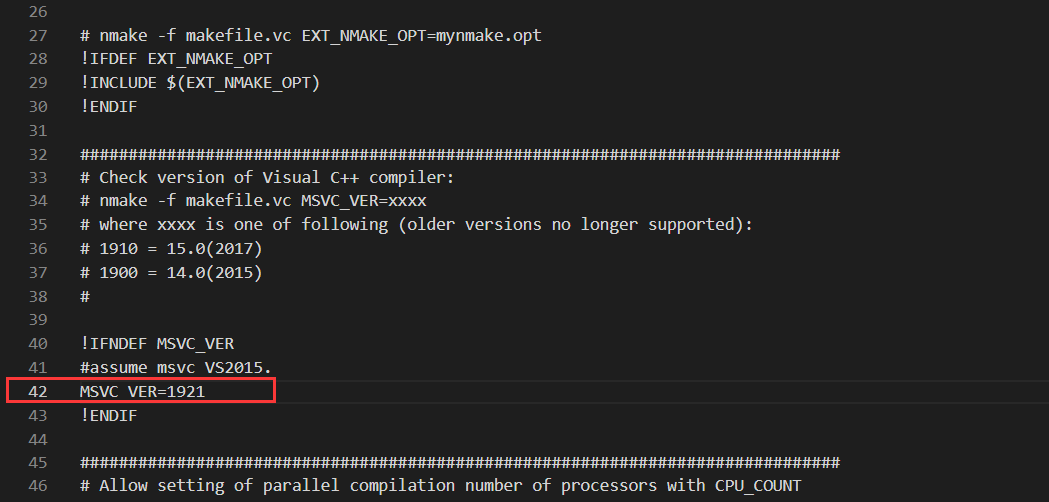 26
27 # nmake -f makefile.vc EXT_NMAKE_OPT=mynmake.opt
28 !IFDEF EXT_NMAKE_OPT
29 !INCLUDE $(EXT_NMAKE_OPT)
30 !ENDIF
31
32 ################################################################################
33 # Check version of Visual C++ compiler:
34 # nmake -f makefile.vc MSVC_VER=xxxx
35 # where xxxx is one of following (older versions no longer supported):
36 # 1910 = 15.0(2017)
37 # 1900 = 14.0(2015)
38 #
39
40 !IFNDEF MSVC_VER
41 #assume msvc VS2015.
42 MSVC_VER=1921
43 !ENDIF
44
45 ################################################################################
46 # Allow setting of parallel compilation number of processors with CPU_COUNT